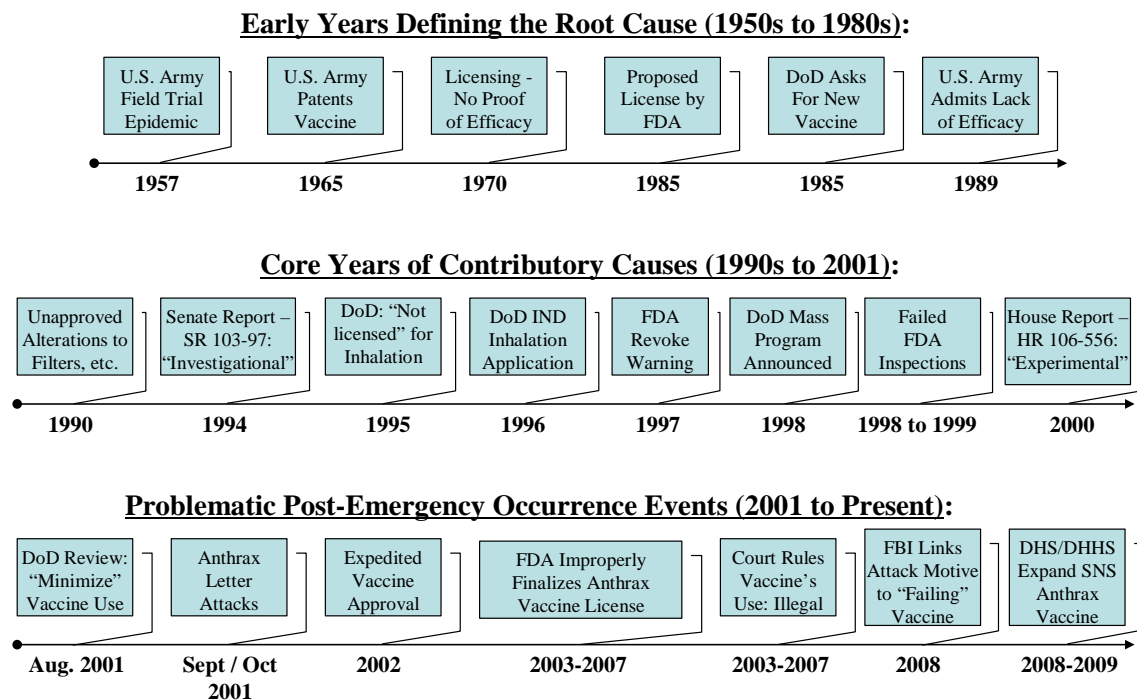 Early Years Defining the Root Cause (1950s to 1980s):
U.S. Army
Field Trial
Epidemic
U.S. Army
Patents
Vaccine
Licensing -
No Proof
of Efficacy
Proposed
License by
FDA
DoD Asks
For New
Vaccine
U.S. Army
Admits Lack
of Efficacy
1957
1965
1970
1985
1985
1989
Core Years of Contributory Causes (1990s to 2001):
Unapproved
Alterations to
Filters, etc.
Senate Report –
SR 103-97:
“Investigational”
DoD: “Not
licensed” for
Inhalation
DoD IND
Inhalation
Application
FDA
Revoke
Warning
DoD Mass
Program
Announced
Failed
FDA
Inspections
House Report –
HR 106-556:
“Experimental”
1990
1994
1995
1996
1997
1998
1998 to 1999
2000
Problematic Post-Emergency Occurrence Events (2001 to Present):
DoD Review:
“Minimize”
Vaccine Use
Anthrax
Letter
Attacks
Expedited
Vaccine
Approval
FDA Improperly
Finalizes Anthrax
Vaccine License
Court Rules
Vaccine’s
Use: Illegal
FBI Links
Attack Motive
to “Failing”
Vaccine
DHS/DHHS
Expand SNS
Anthrax
Vaccine
Aug. 2001
Sept / Oct
2001
2002
2003-2007
2003-2007
2008
2008-2009